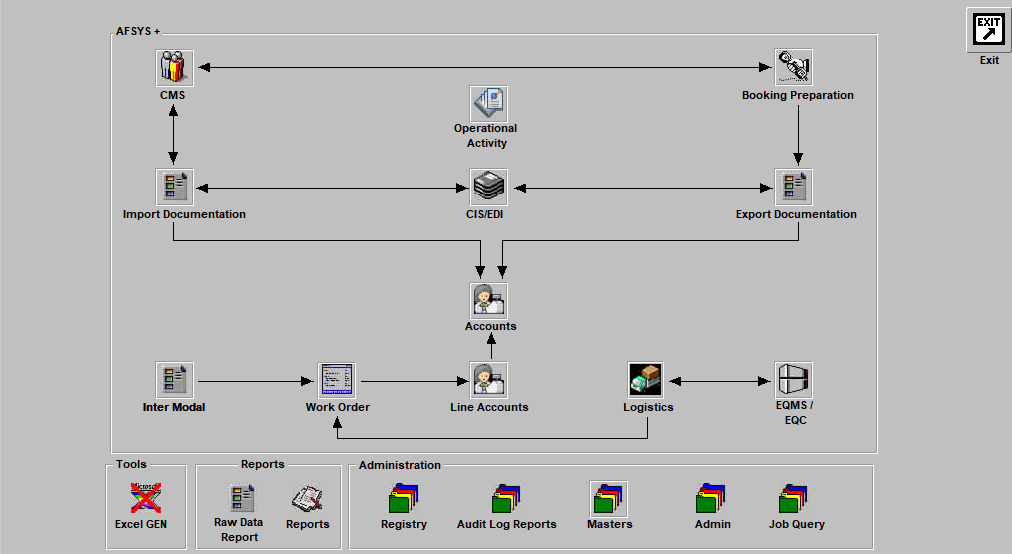 AFSYS +
EXIT
Exit
CMS
Booking Preparation
Operational
Activity
Import Documentation
CIS/EDI
Export Documentation
Accounts
Inter Modal
Work Order
Line Accounts
Logistics
EQMS /
EQC
Tools
Reports
Administration
Excel GEN
Raw Data
Report
Reports
Registry
Audit Log Reports
Masters
Admin
Job Query